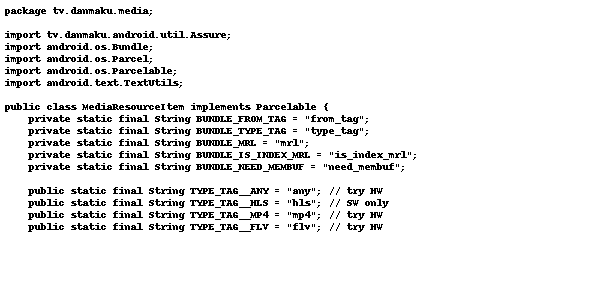 package tv.danmaku.media;

import tv.danmaku.android.util.Assure;
import android.os.Bundle;
import android.os.Parcel;
import android.os.Parcelable;
import android.text.TextUtils;

public class MediaResourceItem implements Parcelable {
    private static final String BUNDLE_FROM_TAG = "from_tag";
    private static final String BUNDLE_TYPE_TAG = "type_tag";
    private static final String BUNDLE_MRL = "mrl";
    private static final String BUNDLE_IS_INDEX_MRL = "is_index_mrl";
    private static final String BUNDLE_NEED_MEMBUF = "need_membuf";

    public static final String TYPE_TAG__ANY = "any"; // try HW
    public static final String TYPE_TAG__HLS = "hls"; // SW only
    public static final String TYPE_TAG__MP4 = "mp4"; // try HW
    public static final String TYPE_TAG__FLV = "flv"; // try HW